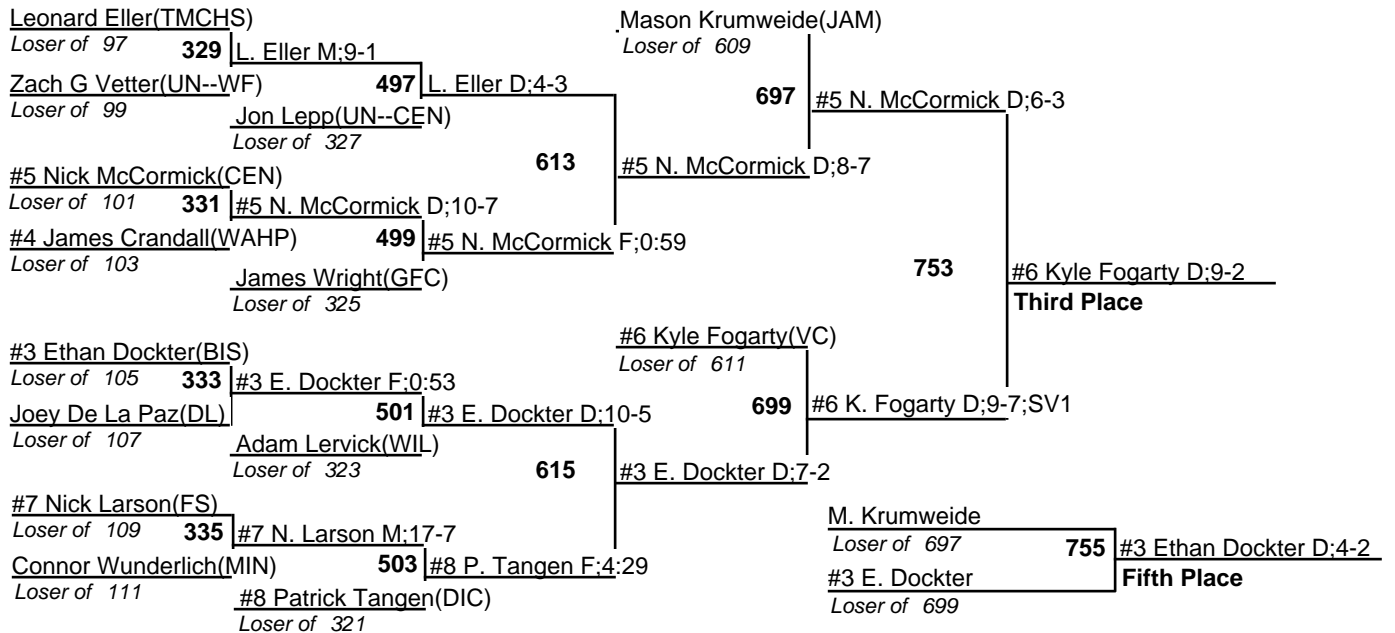 Leonard Eller(TMCHS)
Loser of 97
329
L. Eller M;9-1
Zach G Vetter(UN--WF)
Loser of 99
497
L. Eller D;4-3
Jon Lepp(UN--CEN)
Loser of 327
#5 Nick McCormick(CEN)
Loser of 101
331
#5 N. McCormick D;10-7
#4 James Crandall(WAHP)
Loser of 103
499
#5 N. McCormick F;0:59
James Wright(GFC)
Loser of 325
613
#5 N. McCormick D;8-7
Mason Krumweide(JAM)
Loser of 609
697
#5 N. McCormick D;6-3
#3 Ethan Dockter(BIS)
Loser of 105
333
#3 E. Dockter F;0:53
Joey De La Paz(DL)
Loser of 107
501
#3 E. Dockter D;10-5
Adam Lervick(WIL)
Loser of 323
#7 Nick Larson(FS)
Loser of 109
335
#7 N. Larson M;17-7
Connor Wunderlich(MIN)
Loser of 111
503
#8 P. Tangen F;4:29
#8 Patrick Tangen(DIC)
Loser of 321
615
#3 E. Dockter D;7-2
#6 Kyle Fogarty(VC)
Loser of 611
699
#6 K. Fogarty D;9-7;SV1
753
#6 Kyle Fogarty D;9-2
Third Place
M. Krumweide
Loser of 697
755
#3 Ethan Dockter D;4-2
#3 E. Dockter
Fifth Place
Loser of 699